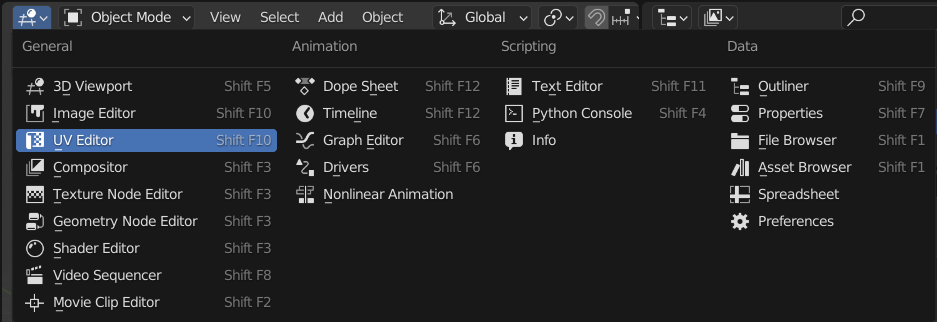 Object Mode View Select Add Object Global
General Animation Scripting Data
3D Viewport Shift F5 Dope Sheet Shift F12 Text Editor Shift F11 Outliner Shift F9
Image Editor Shift F10 Timeline Shift F12 Python Console Shift F4 Properties Shift F7
UV Editor Shift F10 Graph Editor Shift F6 Info File Browser Shift F1
Compositor Shift F3 Drivers Shift F6 Asset Browser Shift F1
Texture Node Editor Shift F3 Nonlinear Animation Spreadsheet
Geometry Node Editor Shift F3 Preferences
Shader Editor Shift F3
Video Sequencer Shift F8
Movie Clip Editor Shift F2